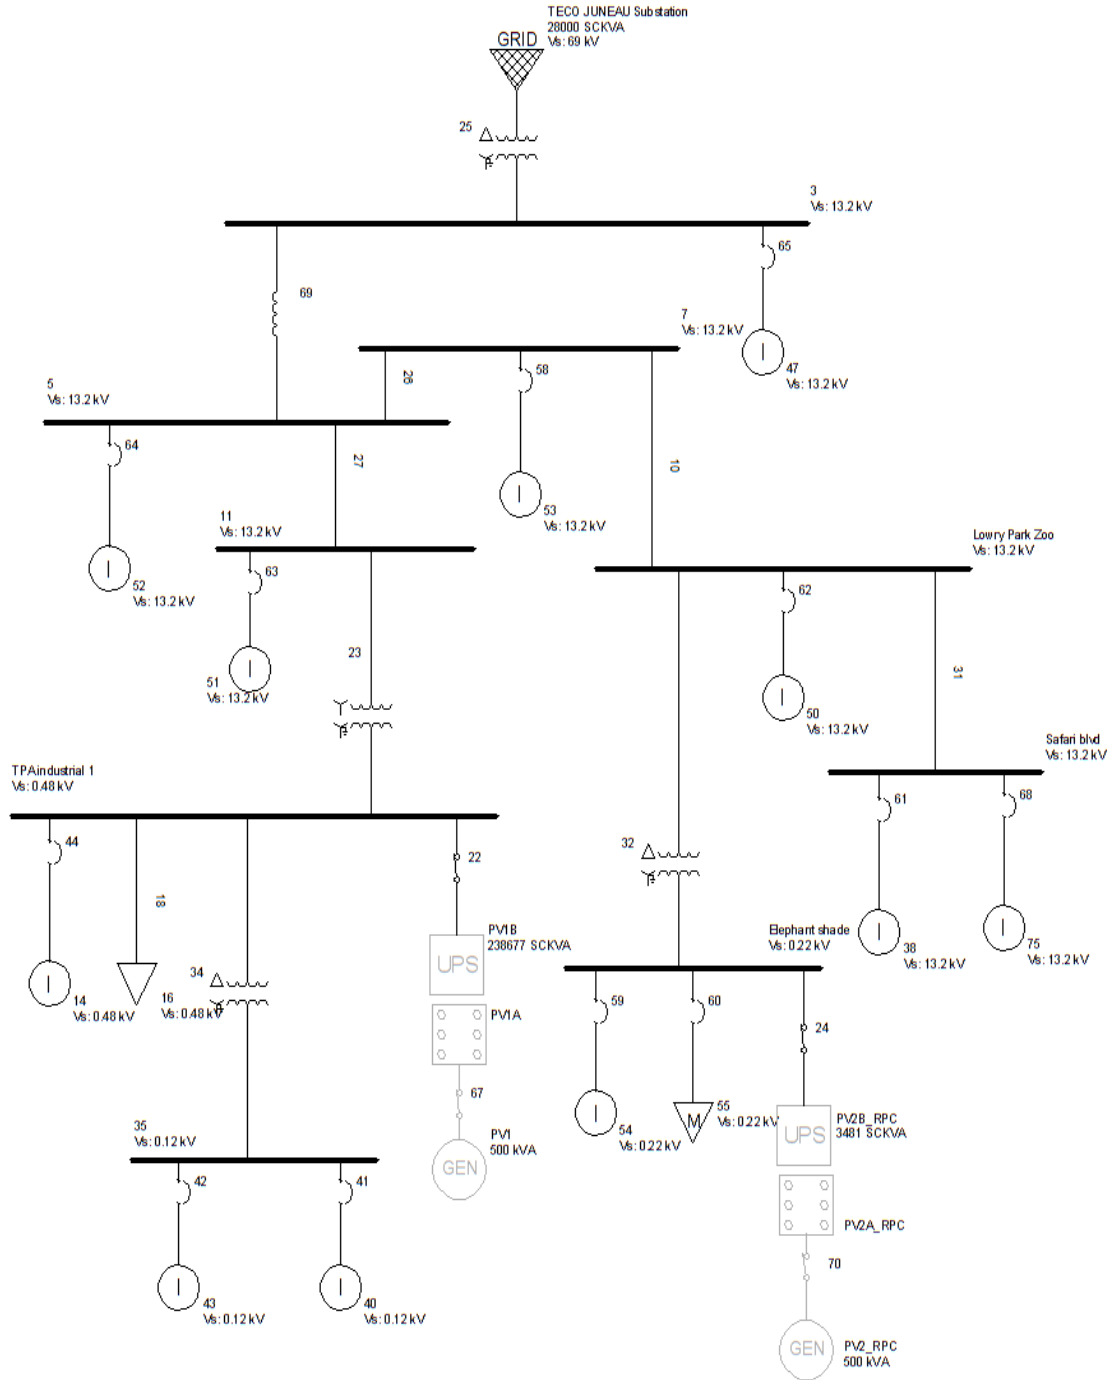 TECO JUNEAU Substation
28000 SCKVA
Vs: 69 kV
GRID
25
3
Vs: 13.2 kV
65
69
7
Vs: 13.2 kV
47
Vs: 13.2 kV
26
58
5
Vs: 13.2 kV
64
27
10
53
Vs: 13.2 kV
11
Vs: 13.2 kV
Lowry Park Zoo
Vs: 13.2 kV
52
Vs: 13.2 kV
63
62
23
31
51
Vs: 13.2 kV
50
Vs: 13.2 kV
Safari blvd
Vs: 13.2 kV
TPAindustrial 1
Vs: 0.48 kV
61
68
44
22
32
18
PV1B
238677 SCKVA
UPS
Elephant shade
Vs: 0.22 kV
38
Vs: 13.2 kV
75
Vs: 13.2 kV
34
14
Vs: 0.48 kV
16
Vs: 0.48 kV
PV1A
59
60
24
67
M
55
Vs: 0.22 kV
54
Vs: 0.22 kV
UPS
PV2B_RPC
3481 SCKVA
35
Vs: 0.12 kV
PV1
500 kVA
GEN
42
41
PV2A_RPC
70
43
Vs: 0.12 kV
40
Vs: 0.12 kV
GEN
PV2_RPC
500 kVA